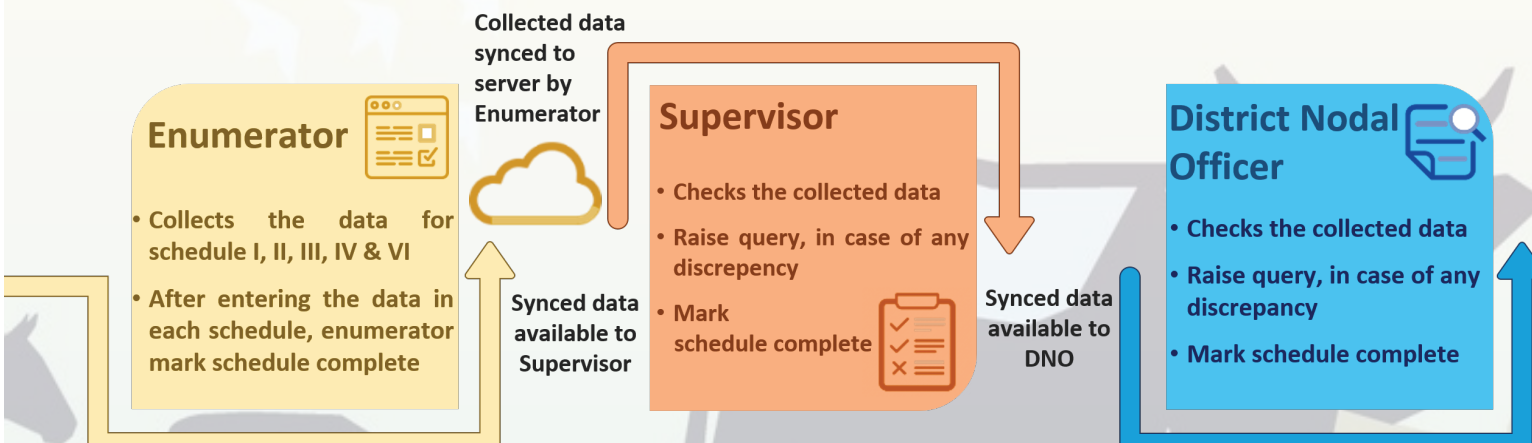 Enumerator
• Collects the data for
schedule I, II, III, IV & VI
• After entering the data in
each schedule, enumerator
mark schedule complete
Collected data
synced to
server by
Enumerator
Synced data
available to
Supervisor
Supervisor
• Checks the collected data
• Raise query, in case of any
discrepency
• Mark
schedule complete
Synced data
available to
DNO
District Nodal
Officer
• Checks the collected data
• Raise query, in case of any
discrepancy
• Mark schedule complete